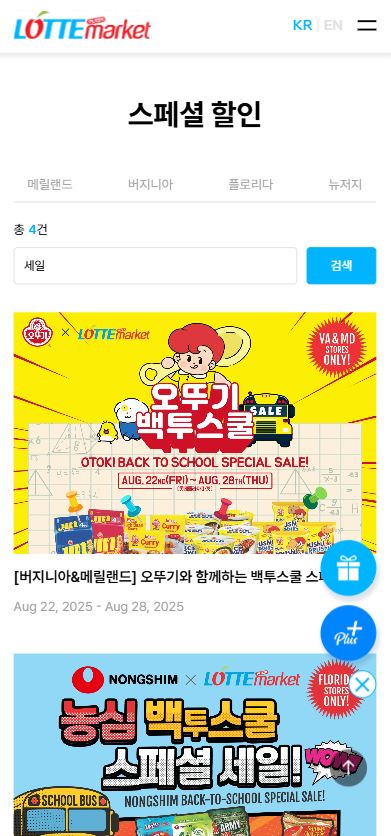 LOTTE market
KR | EN
스페셜 할인
메릴랜드
버지니아
플로리다
뉴저지
총 4건
세일
검색
오뚜기 × LOTTE market
VA & MD
STORES
ONLY!
오뚜기
백투스쿨
SALE
OTOKI BACK TO SCHOOL SPECIAL SALE!
AUG. 22ND(FRI) ~ AUG. 28TH(THU)
[버지니아&메릴랜드] 오뚜기와 함께하는 백투스쿨
Aug 22, 2025 - Aug 28, 2025
Plus
NONGSHIM × LOTTE market
STORES
ONLY!
농심 백투스쿨
스페셜 세일!
WOW
SCHOOL BUS
NONGSHIM BACK-TO-SCHOOL SPECIAL SALE!